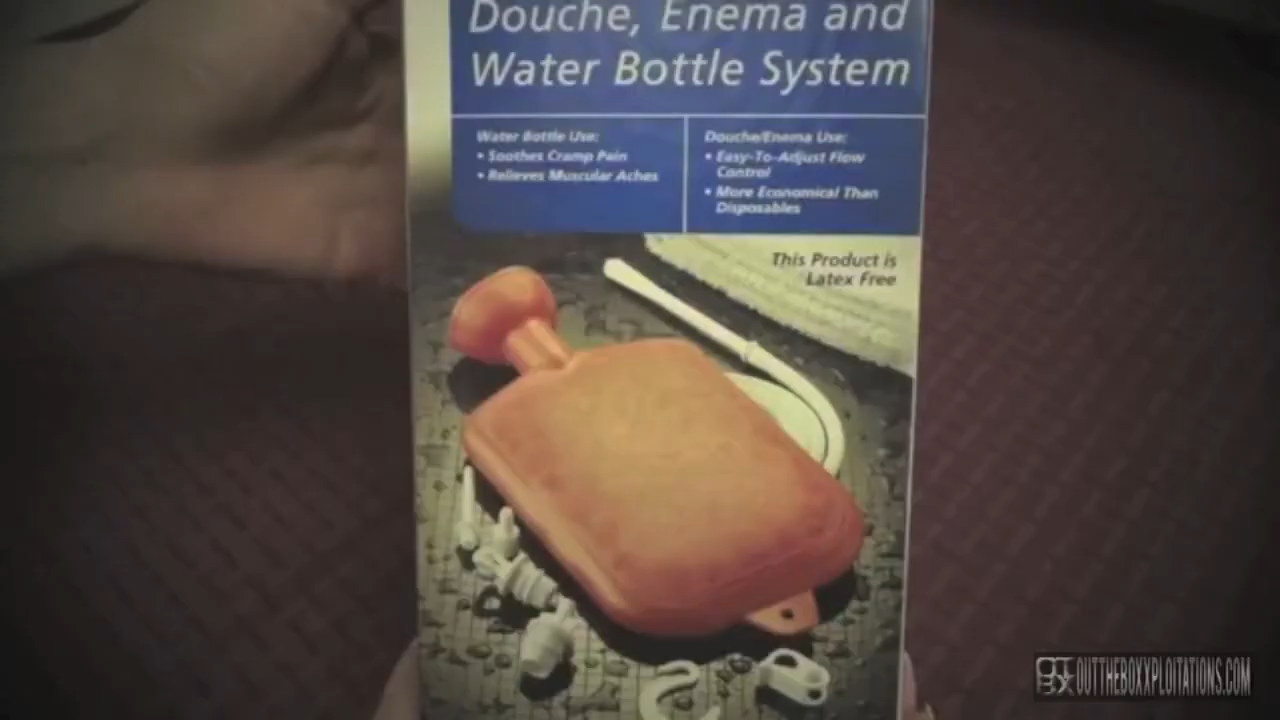 Douche, Enema and
Water Bottle System
Water Bottle Use:
• Soothes Cramp Pain
• Relieves Muscular Aches
Douche/Enema Use:
• Easy-To-Adjust Flow
Control
• More Economical Than
Disposables
This Product is
Latex Free
OUTTHEBOXXPLOITATIONS.COM